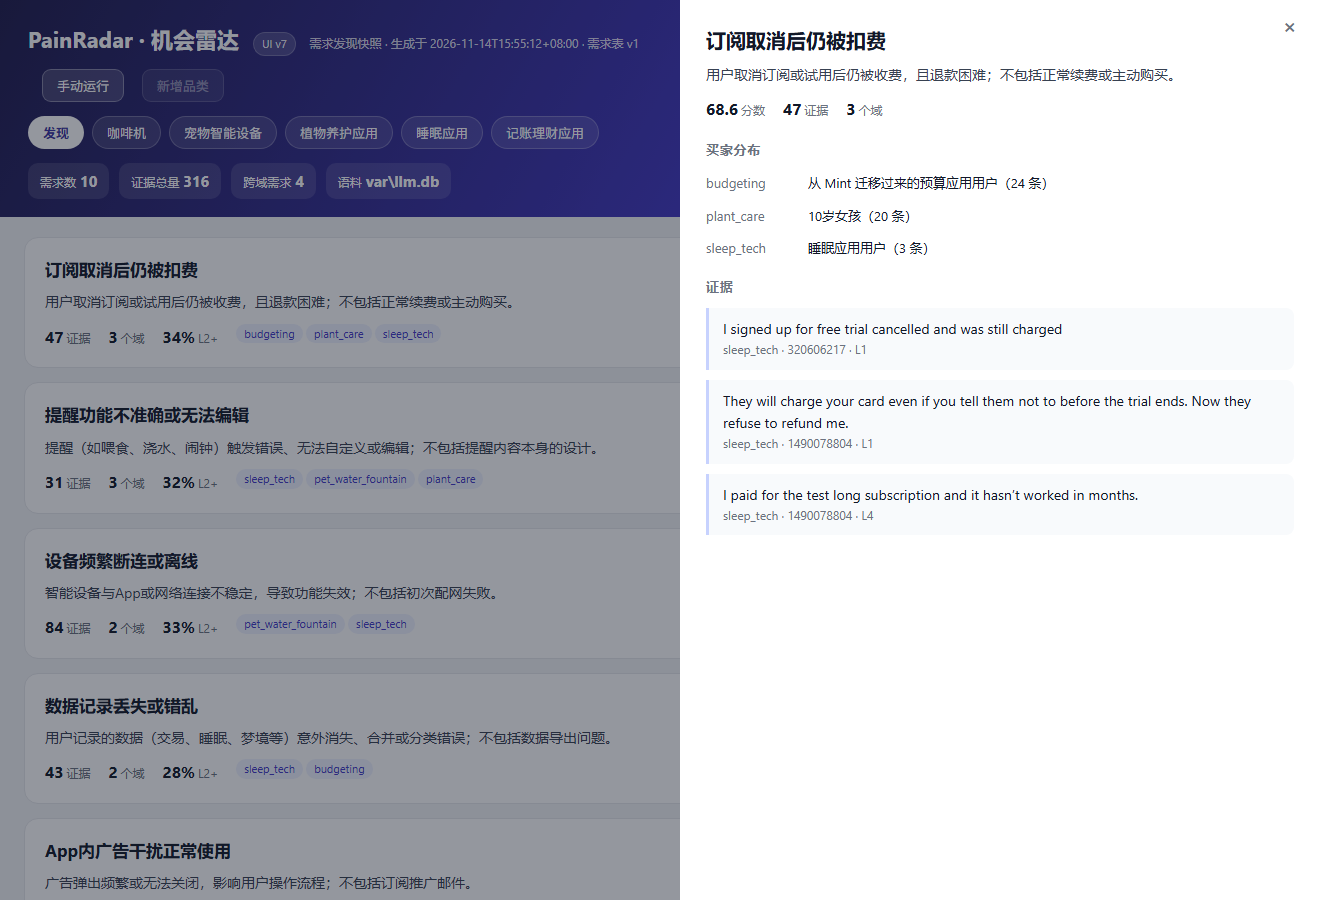 PainRadar · 机会雷达 UI v7 需求发现快照 · 生成于 2026-11-14T15:55:12+08:00 · 需求表 v1
手动运行 新增品类
发现 咖啡机 宠物智能设备 植物养护应用 睡眠应用 记账理财应用
需求数 10 证据总量 316 跨域需求 4 语料 var\llm.db
订阅取消后仍被扣费
用户取消订阅或试用后仍被收费，且退款困难；不包括正常续费或主动购买。
47 证据 3 个域 34% L2+ budgeting plant_care sleep_tech
提醒功能不准确或无法编辑
提醒（如喂食、浇水、闹钟）触发错误、无法自定义或编辑；不包括提醒内容本身的设计。
31 证据 3 个域 32% L2+ sleep_tech pet_water_fountain plant_care
设备频繁断连或离线
智能设备与App或网络连接不稳定，导致功能失效；不包括初次配网失败。
84 证据 2 个域 33% L2+ pet_water_fountain sleep_tech
数据记录丢失或错乱
用户记录的数据（交易、睡眠、梦境等）意外消失、合并或分类错误；不包括数据导出问题。
43 证据 2 个域 28% L2+ sleep_tech budgeting
App内广告干扰正常使用
广告弹出频繁或无法关闭，影响用户操作流程；不包括订阅推广邮件。
×
订阅取消后仍被扣费
用户取消订阅或试用后仍被收费，且退款困难；不包括正常续费或主动购买。
68.6 分数 47 证据 3 个域
买家分布
budgeting 从 Mint 迁移过来的预算应用用户（24 条）
plant_care 10岁女孩（20 条）
sleep_tech 睡眠应用用户（3 条）
证据
I signed up for free trial cancelled and was still charged
sleep_tech · 320606217 · L1
They will charge your card even if you tell them not to before the trial ends. Now they
refuse to refund me.
sleep_tech · 1490078804 · L1
I paid for the test long subscription and it hasn’t worked in months.
sleep_tech · 1490078804 · L4